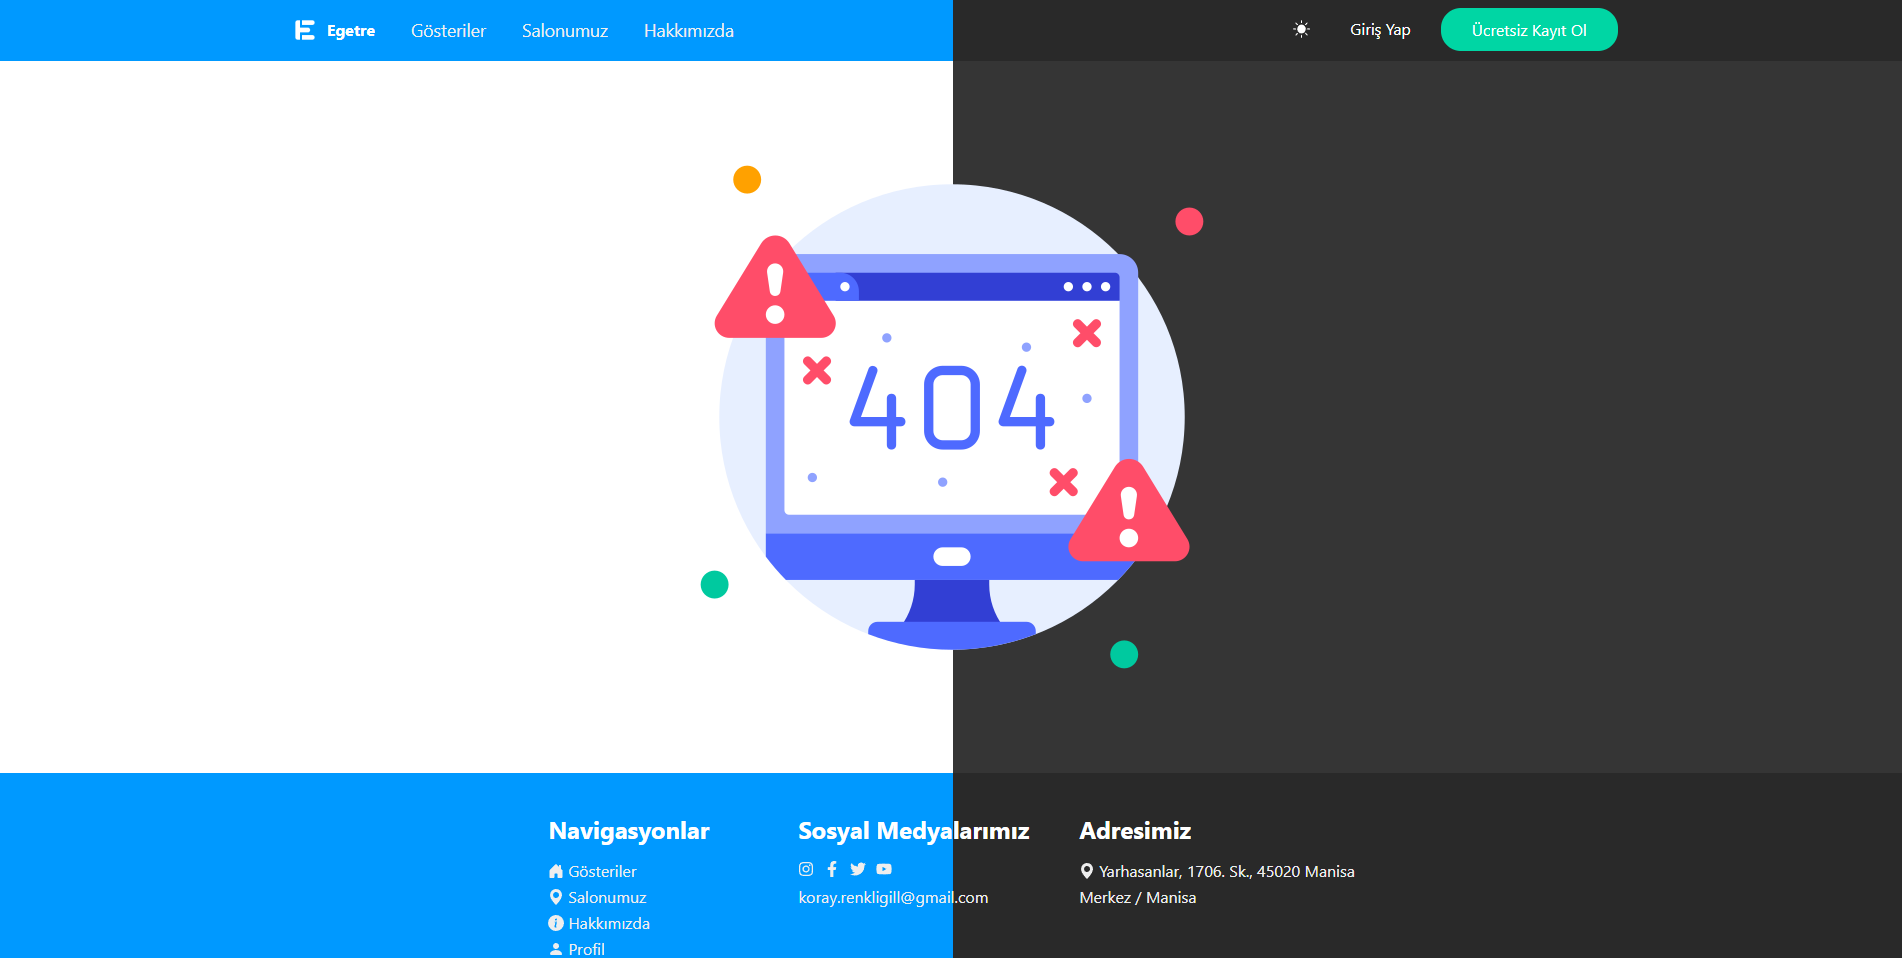 Egetre Gösteriler Salonumuz Hakkımızda Giriş Yap Ücretsiz Kayıt Ol
404
Navigasyonlar
Gösteriler
Salonumuz
Hakkımızda
Profil
Sosyal Medyalarımız
koray.renkligill@gmail.com
Adresimiz
Yarhasanlar, 1706. Sk., 45020 Manisa
Merkez / Manisa